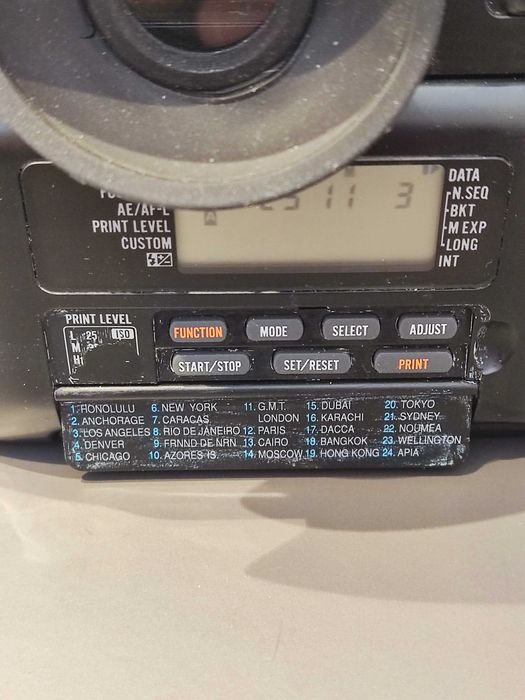 AE/AF-L
PRINT LEVEL
CUSTOM
11 3
DATA
N.SEQ
BKT
M EXP
LONG
INT
PRINT LEVEL
L 25 ISO
M
H
FUNCTION MODE SELECT ADJUST
START/STOP SET/RESET PRINT
1. HONOLULU 6. NEW YORK 11. G.M.T. 15. DUBAI 20. TOKYO
2. ANCHORAGE 7. CARACAS LONDON 16. KARACHI 21. SYDNEY
3. LOS ANGELES 8. RIO DE JANEIRO 12. PARIS 17. DACCA 22. NOUMEA
4. DENVER 9. FRNND DE NRN 13. CAIRO 18. BANGKOK 23. WELLINGTON
5. CHICAGO 10. AZORES IS. 14. MOSCOW 19. HONG KONG 24. APIA